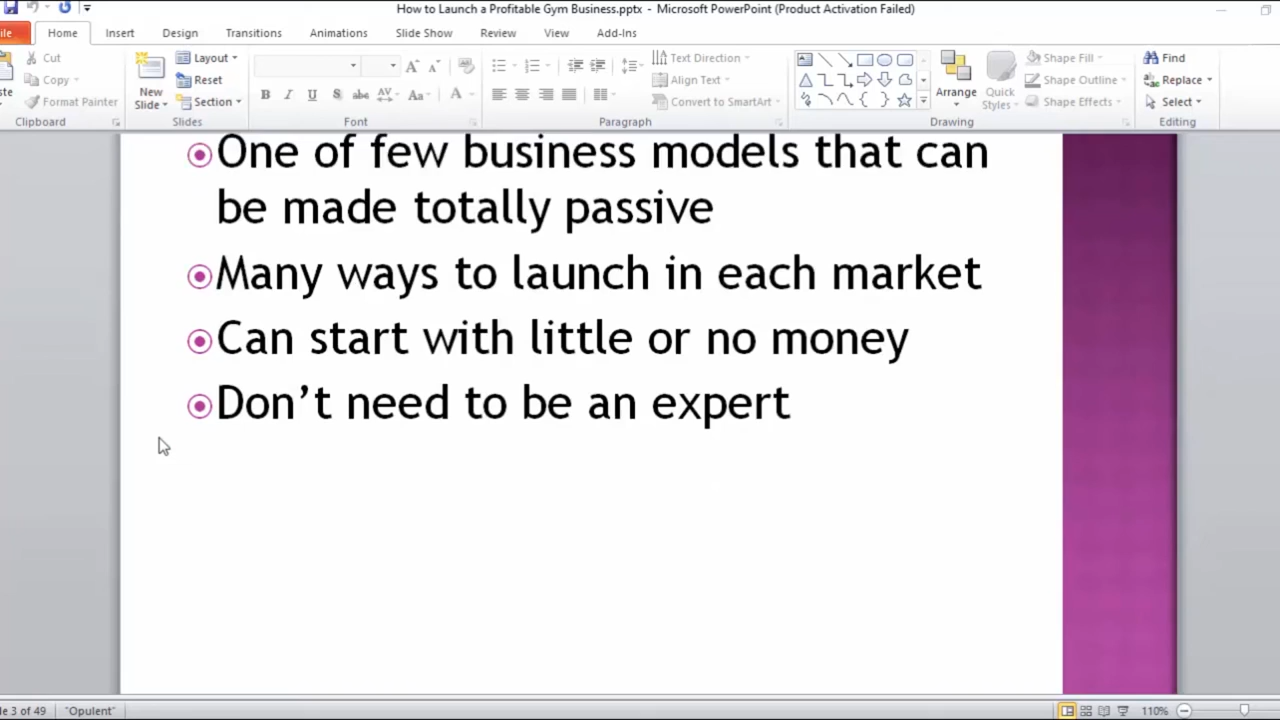 How to Launch a Profitable Gym Business.pptx - Microsoft PowerPoint (Product Activation Failed)
Home Insert Design Transitions Animations Slide Show Review View Add-Ins
Cut
Copy
Format Painter
Clipboard
New
Slide
Layout
Reset
Section
Slides
B I U S abc AV Aa A
Font
Text Direction
Align Text
Convert to SmartArt
Paragraph
Arrange
Quick
Styles
Shape Fill
Shape Outline
Shape Effects
Drawing
Find
Replace
Select
Editing
One of few business models that can
be made totally passive
Many ways to launch in each market
Can start with little or no money
Don’t need to be an expert
3 of 49 "Opulent" 110%